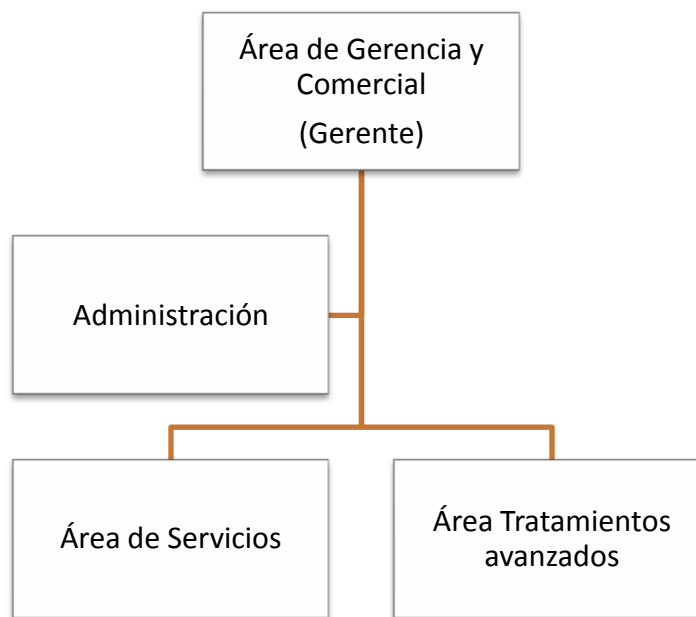 Área de Gerencia y
Comercial
(Gerente)
Administración
Área de Servicios
Área Tratamientos
avanzados